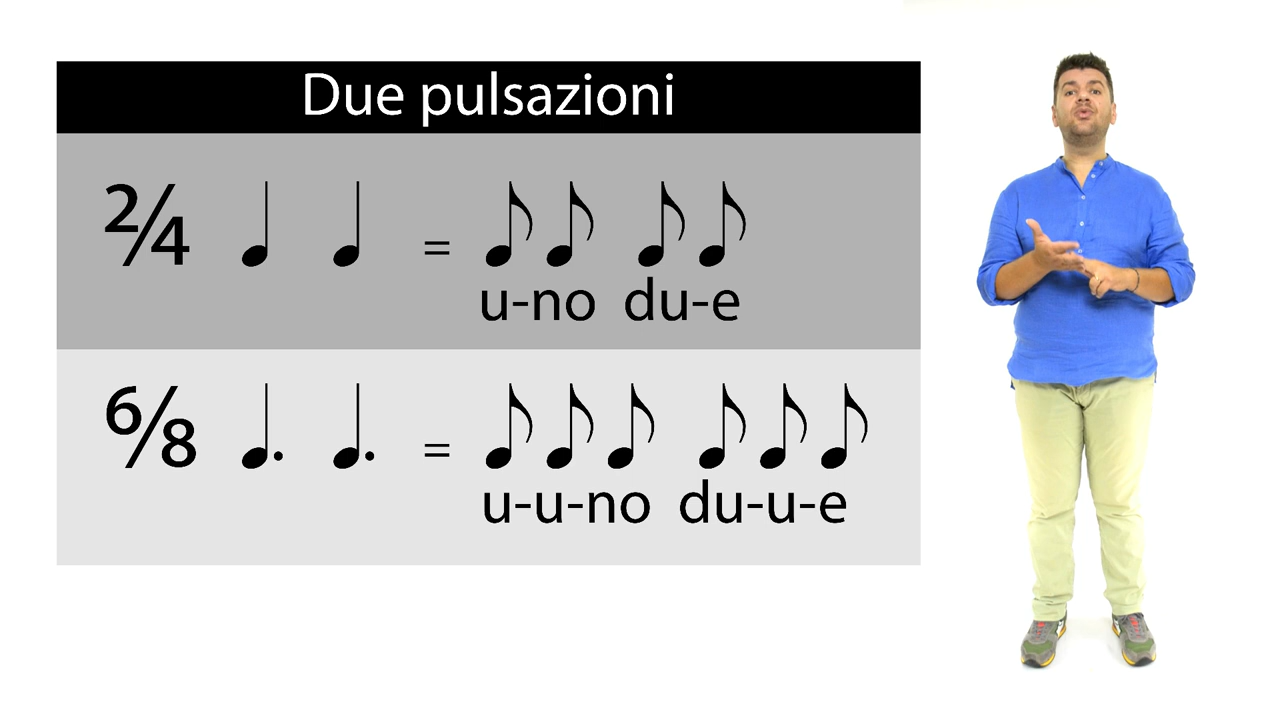 Due pulsazioni
2/4 ♩ ♩ = ♪♪ ♪♪
u-no du-e
6/8 ♩. ♩. = ♪♪♪ ♪♪♪
u-u-no du-u-e